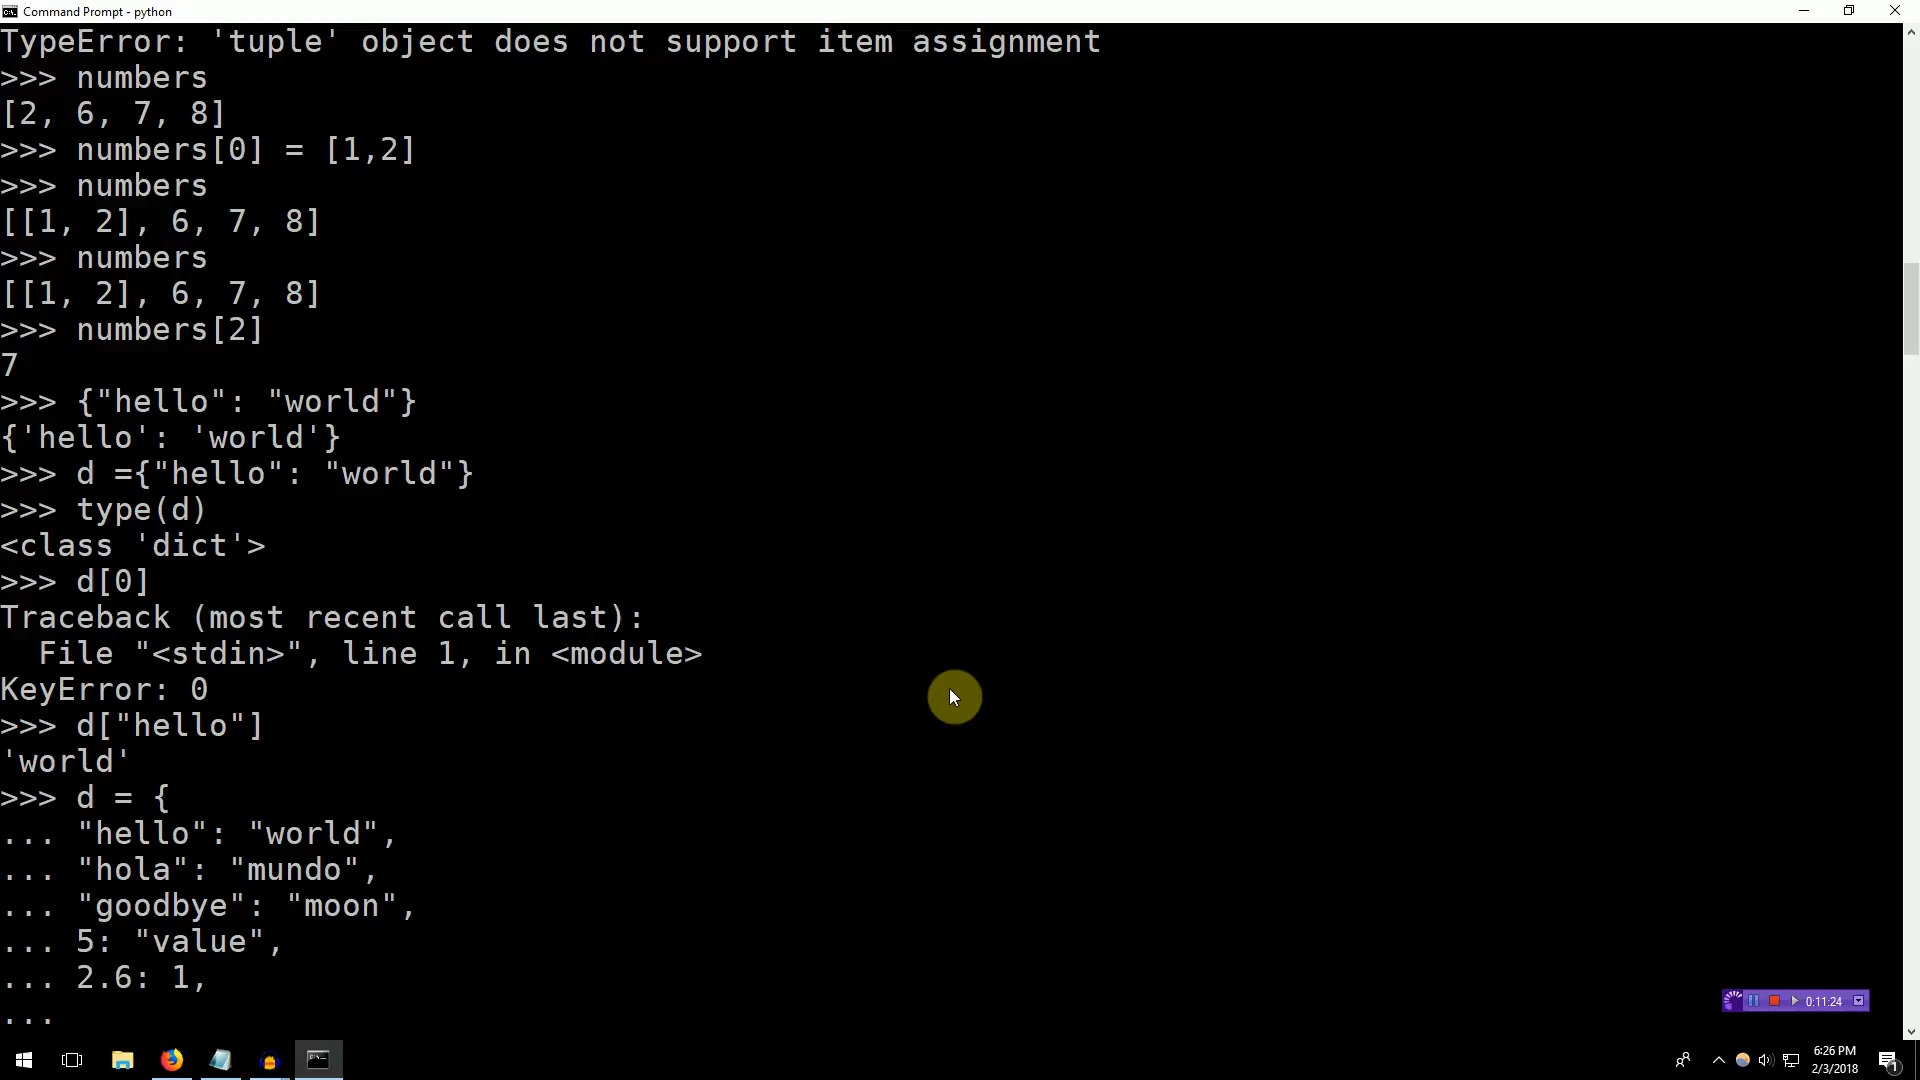 Command Prompt - python
TypeError: 'tuple' object does not support item assignment
>>> numbers
[2, 6, 7, 8]
>>> numbers[0] = [1,2]
>>> numbers
[[1, 2], 6, 7, 8]
>>> numbers
[[1, 2], 6, 7, 8]
>>> numbers[2]
7
>>> {"hello": "world"}
{'hello': 'world'}
>>> d ={"hello": "world"}
>>> type(d)
<class 'dict'>
>>> d[0]
Traceback (most recent call last):
  File "<stdin>", line 1, in <module>
KeyError: 0
>>> d["hello"]
'world'
>>> d = {
... "hello": "world",
... "hola": "mundo",
... "goodbye": "moon",
... 5: "value",
... 2.6: 1,
...
0:11:24
6:26 PM
2/3/2018
1